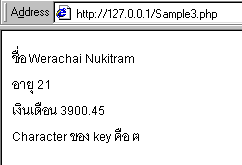 Address http://127.0.0.1/Sample3.php
ชื่อ Werachai Nukitram
อายุ 21
เงินเดือน 3900.45
Character ของ key คือ ต